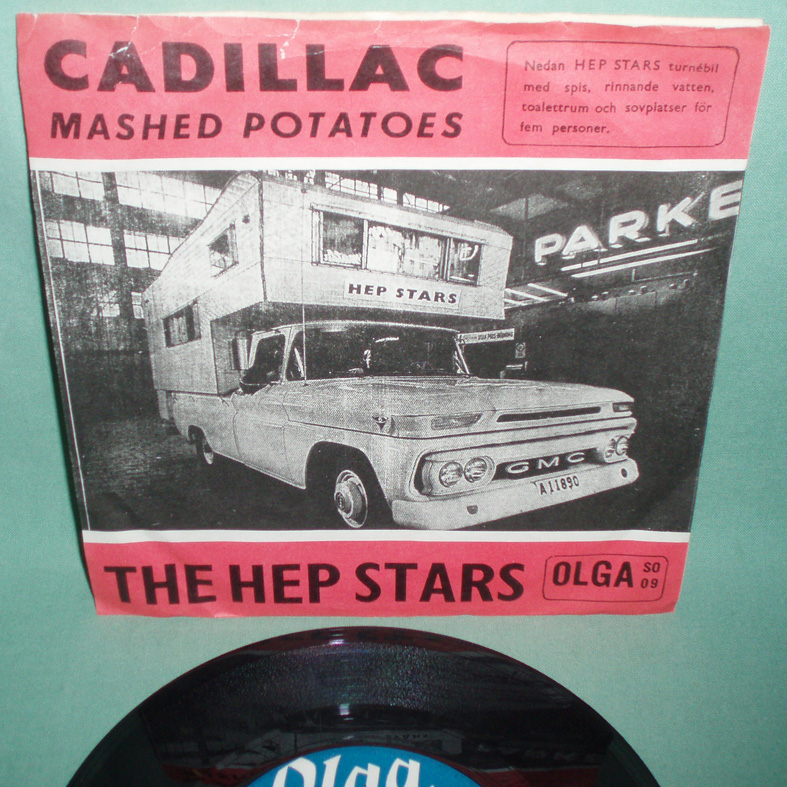 CADILLAC
MASHED POTATOES
Nedan HEP STARS turnébil
med spis, rinnande vatten,
toalettrum och sovplatser för
fem personer.
PARKE
HEP STARS
GMC
A11890
THE HEP STARS
OLGA SO
09
Olga